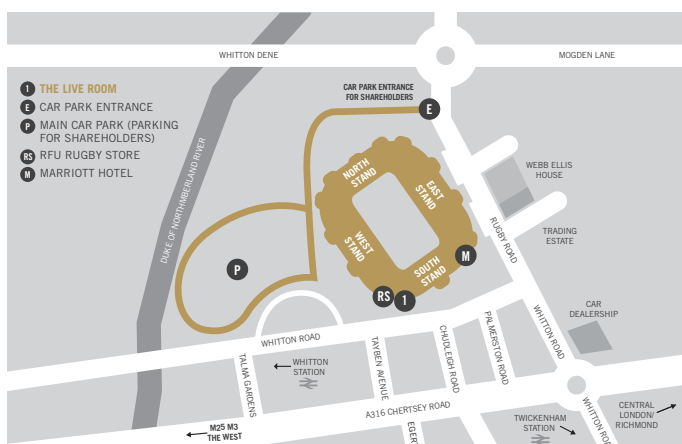 WHITTON DENE
MOGDEN LANE
CAR PARK ENTRANCE
FOR SHAREHOLDERS
1 THE LIVE ROOM
E CAR PARK ENTRANCE
P MAIN CAR PARK (PARKING
FOR SHAREHOLDERS)
RS RFU RUGBY STORE
M MARRIOTT HOTEL
E
DUKE OF NORTHMBERLAND RIVER
NORTH
STAND
EAST
STAND
WEST
STAND
SOUTH
STAND
WEBB ELLIS
HOUSE
RUGBY ROAD
TRADING
ESTATE
P
M
RS
1
WHITTON ROAD
CAR
DEALERSHIP
WHITTON ROAD
TALMA GARDENS
WHITTON
STATION
TAYBEN AVENUE
CHUDLEIGH ROAD
PALMERSTON ROAD
A316 CHERTSEY ROAD
M25 M3
THE WEST
EGER
TWICKENHAM
STATION
WHITTON ROA
CENTRAL
LONDON/
RICHMOND